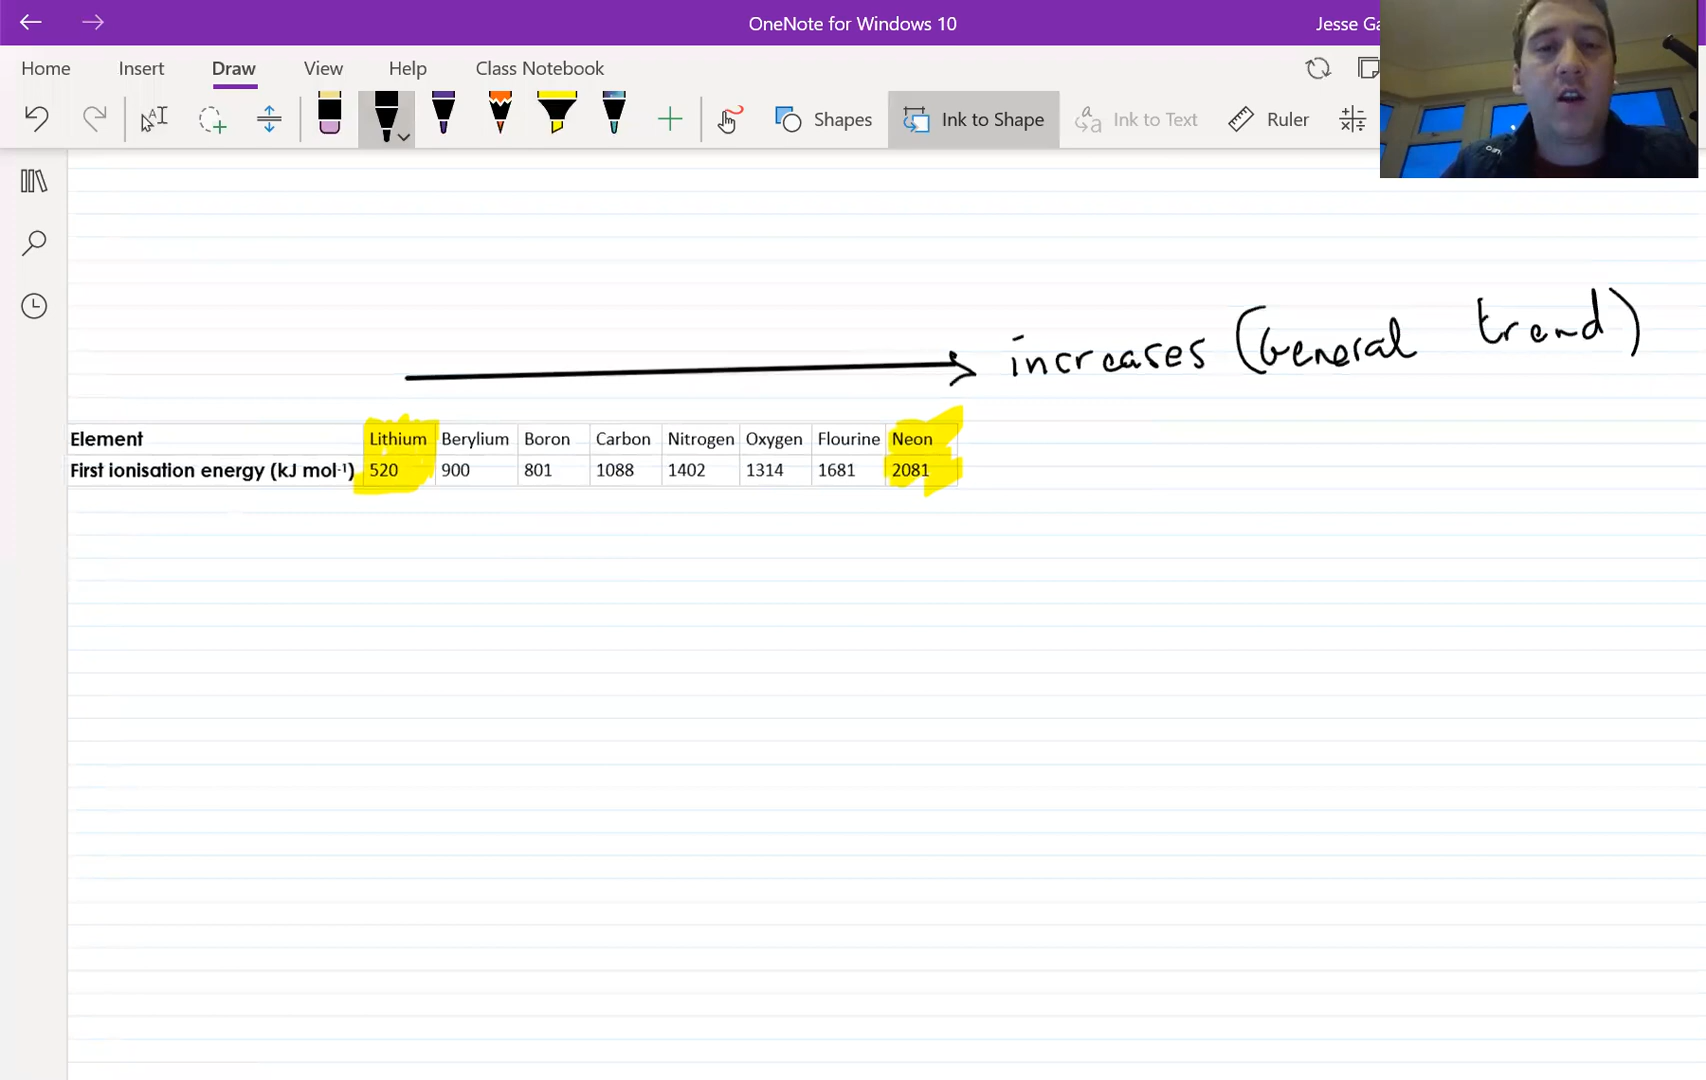 OneNote for Windows 10
Jesse Ga
Home Insert Draw View Help Class Notebook
Shapes Ink to Shape Ink to Text Ruler
increases (General trend)
Element Lithium Berylium Boron Carbon Nitrogen Oxygen Flourine Neon
First ionisation energy (kJ mol-1) 520 900 801 1088 1402 1314 1681 2081